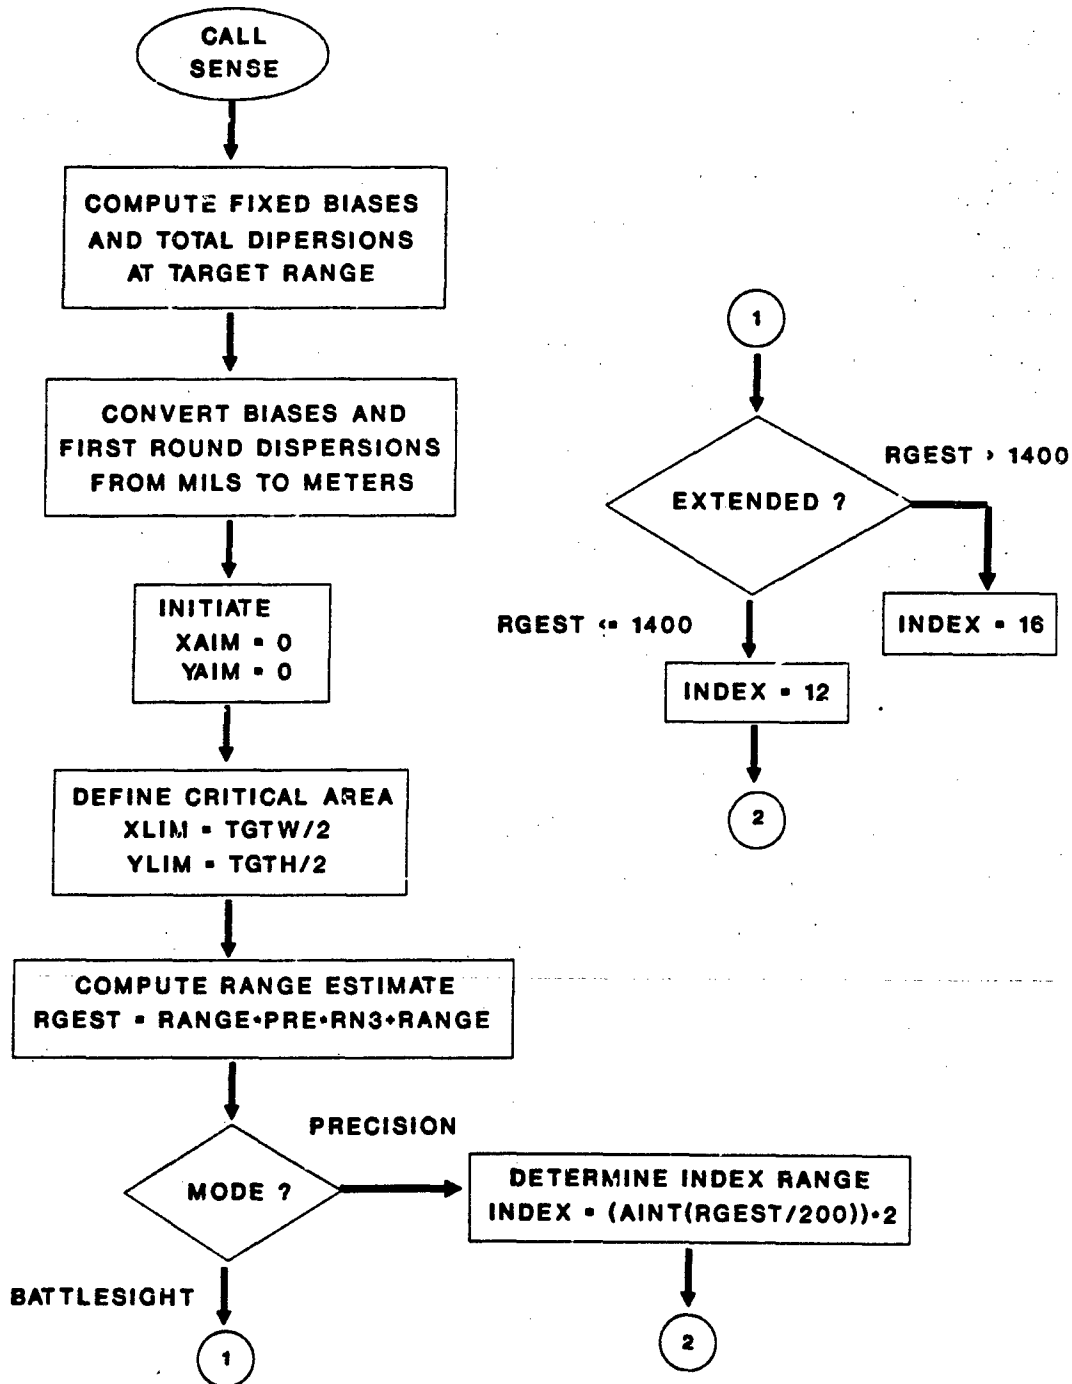 CALL
SENSE
COMPUTE FIXED BIASES
AND TOTAL DIPERSIONS
AT TARGET RANGE
CONVERT BIASES AND
FIRST ROUND DISPERSIONS
FROM MILS TO METERS
INITIATE
XAIM = 0
YAIM = 0
DEFINE CRITICAL AREA
XLIM = TGTW/2
YLIM = TGTH/2
COMPUTE RANGE ESTIMATE
RGEST = RANGE*PRE*RN3+RANGE
MODE ?
PRECISION
DETERMINE INDEX RANGE
INDEX = (AINT(RGEST/200))*2
2
BATTLESIGHT
1
1
EXTENDED ?
RGEST > 1400
INDEX = 16
RGEST <= 1400
INDEX = 12
2